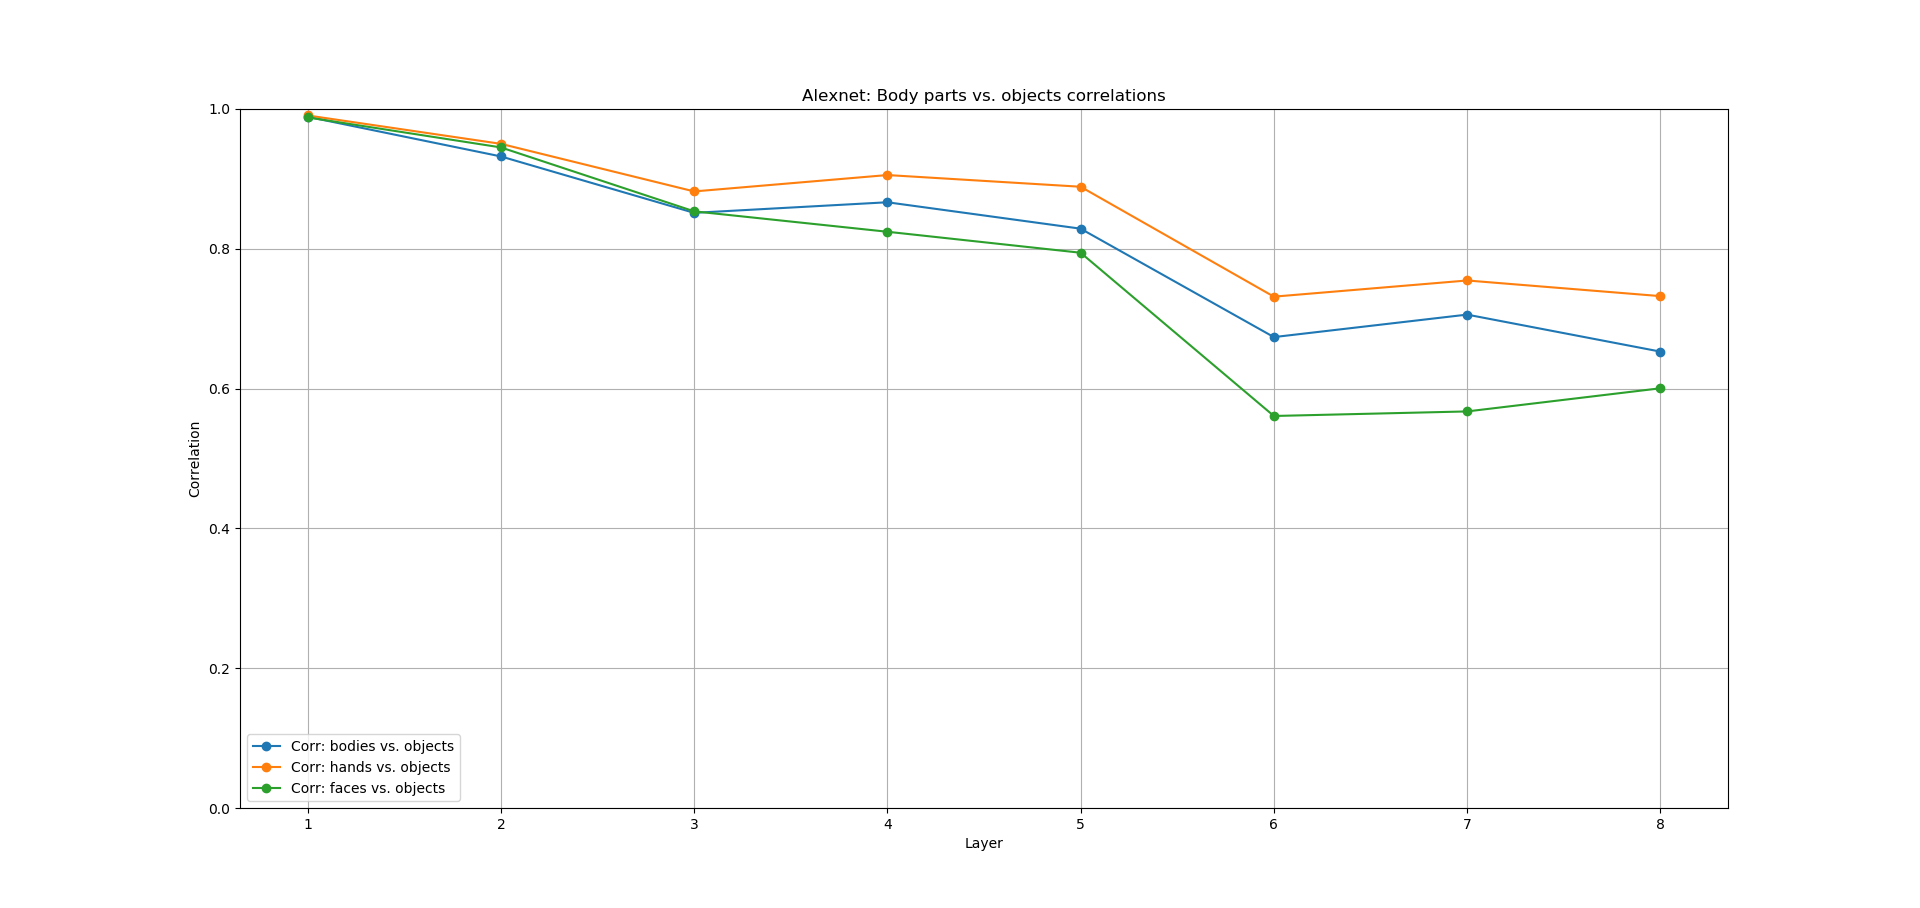 Alexnet: Body parts vs. objects correlations
1.0
0.8
0.6
0.4
0.2
0.0
Correlation
Corr: bodies vs. objects
Corr: hands vs. objects
Corr: faces vs. objects
1 2 3 4 5 6 7 8
Layer